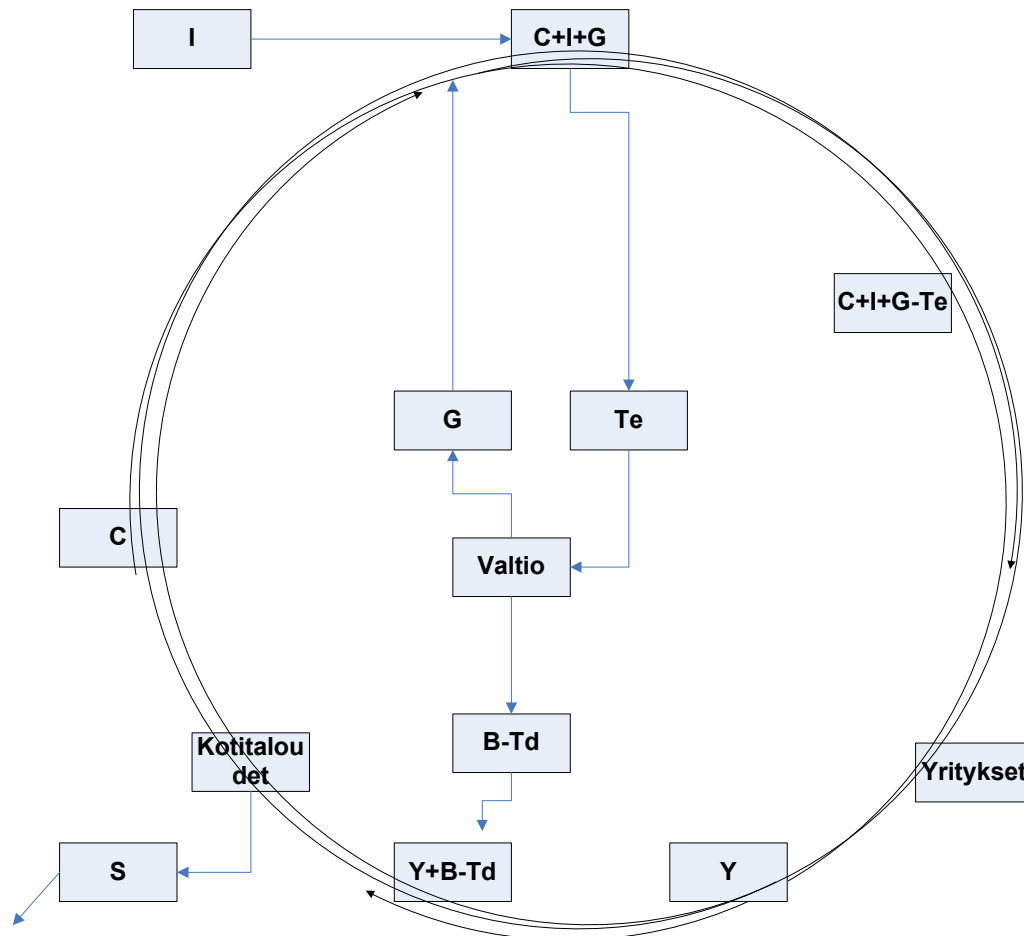 I
C+I+G
C+I+G-Te
G
Te
C
Valtio
B-Td
Kotitalou
det
Yritykset
S
Y+B-Td
Y